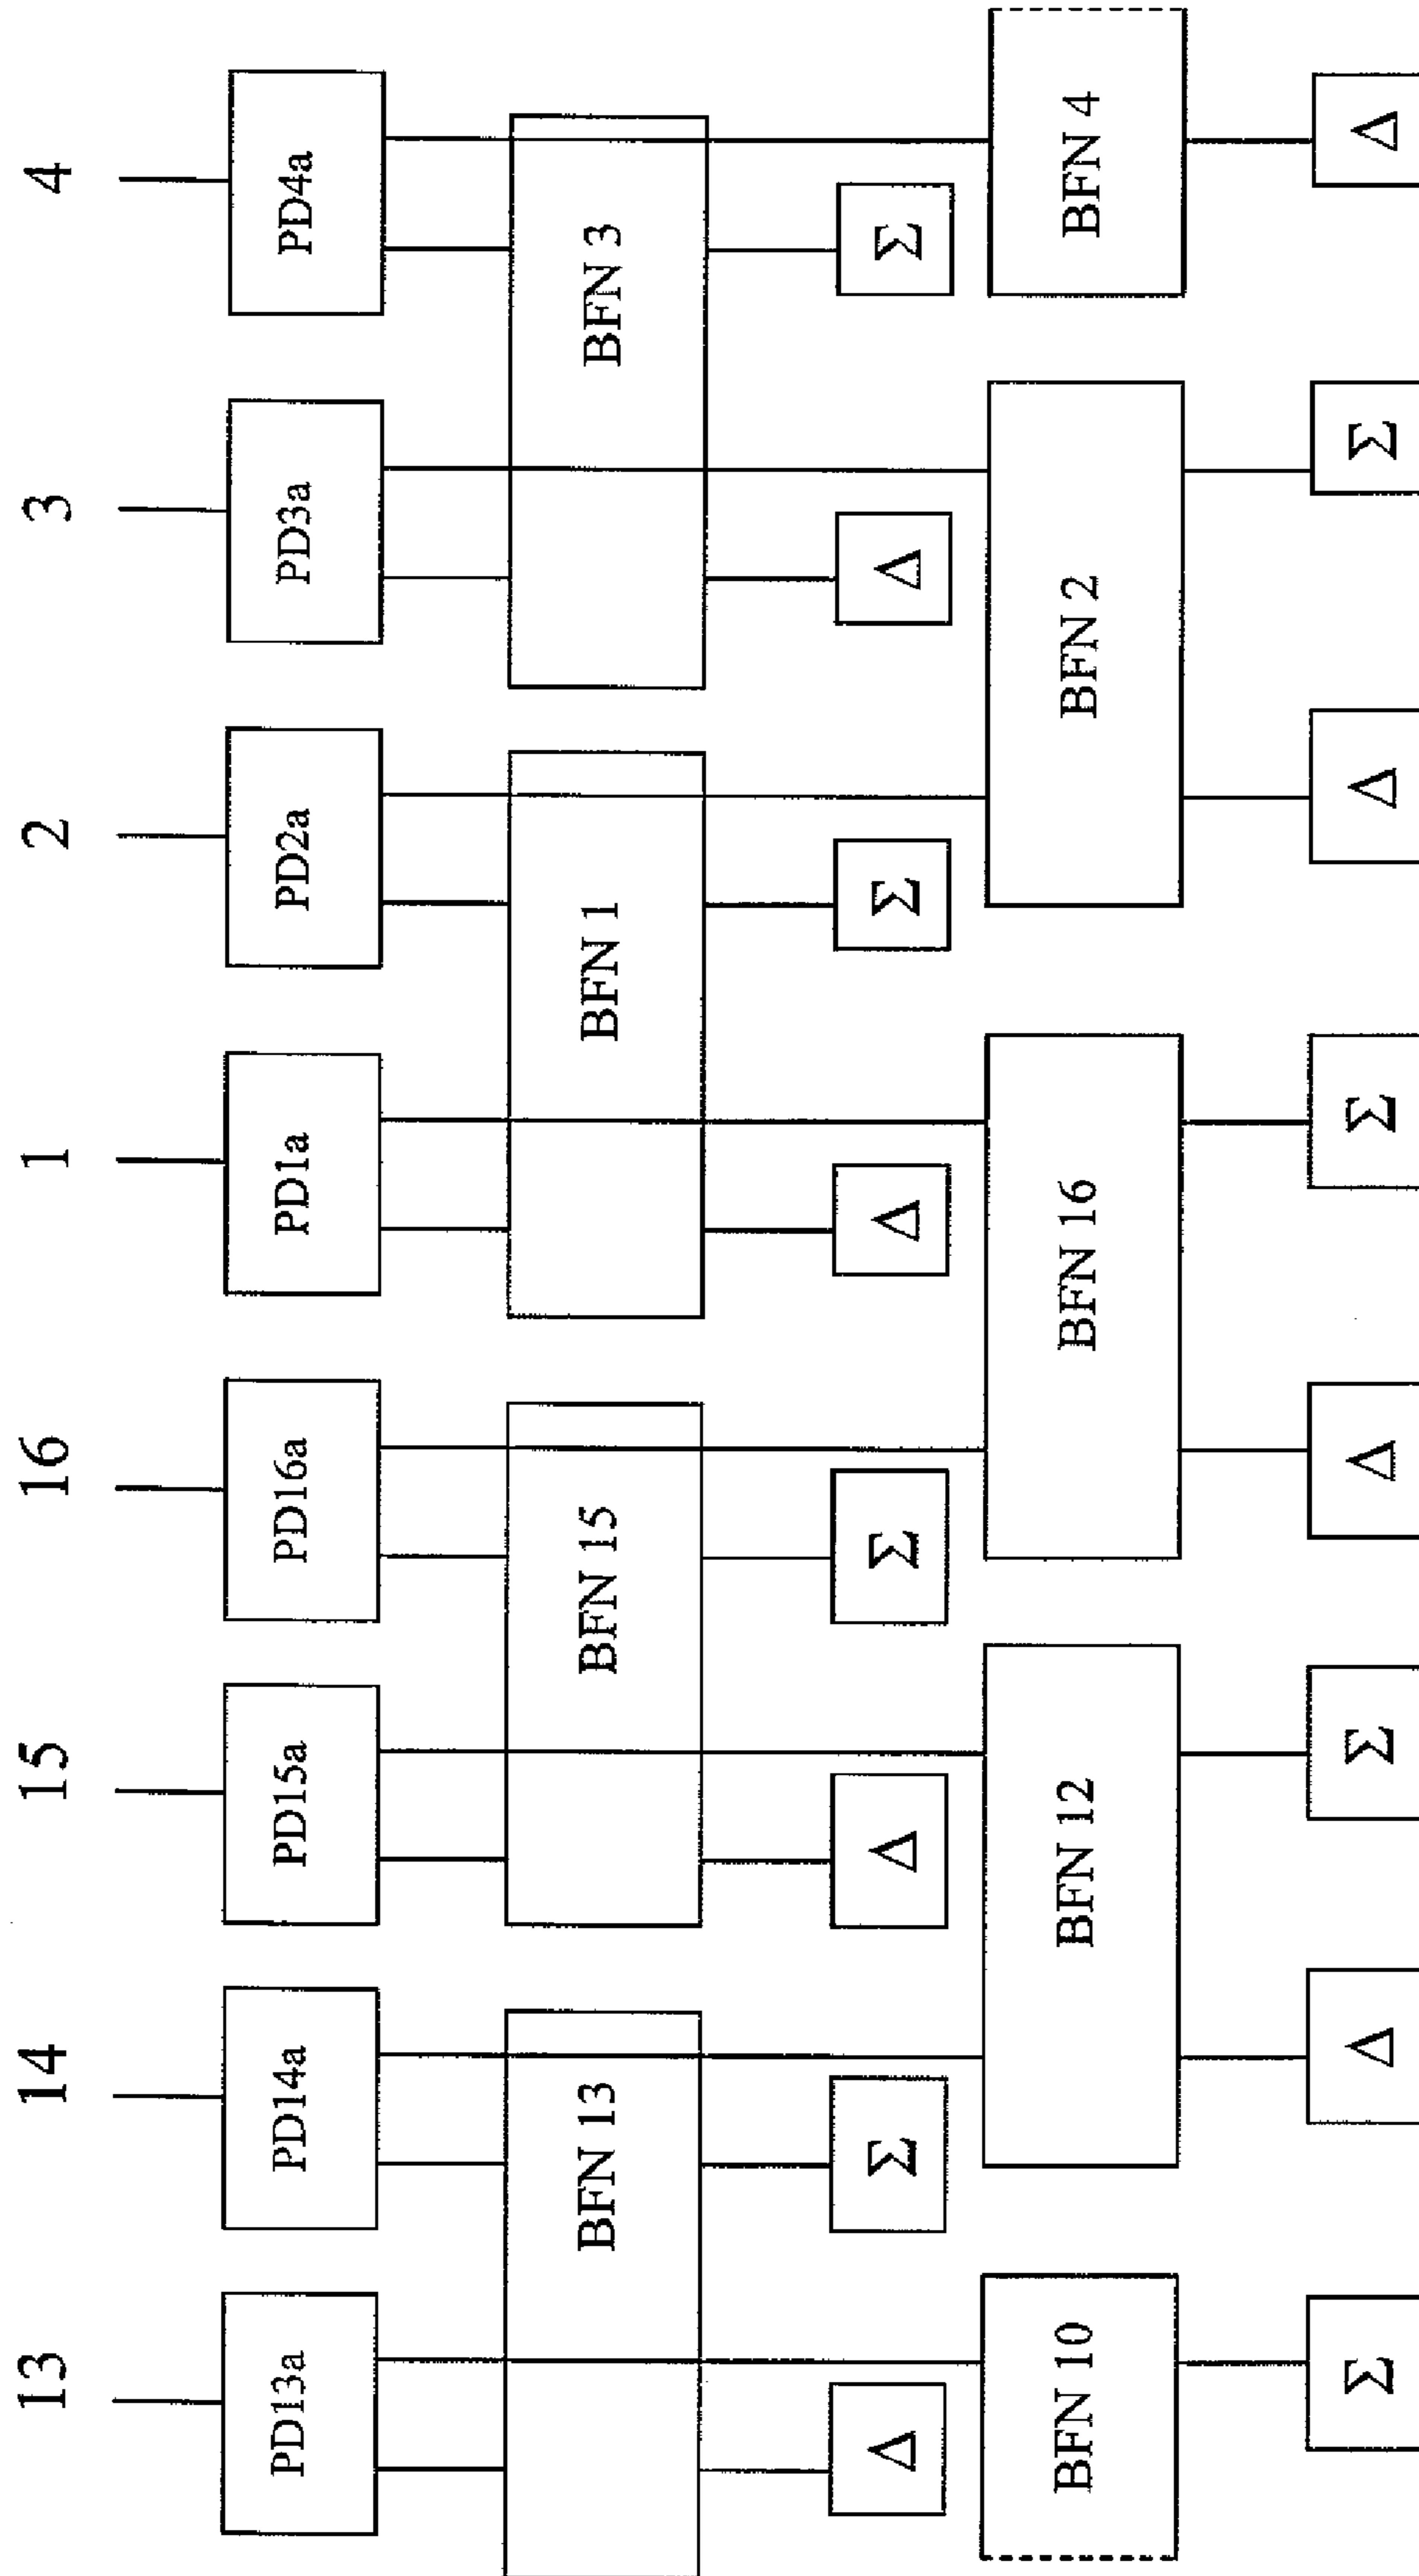 13 14 15 16 1 2 3 4
PD13a PD14a PD15a PD16a PD1a PD2a PD3a PD4a
BFN 13 BFN 15 BFN 1 BFN 3
Δ Σ Δ Σ Δ Σ Δ Σ
BFN 10 BFN 12 BFN 16 BFN 2 BFN 4
Σ Δ Σ Δ Σ Δ Σ Δ